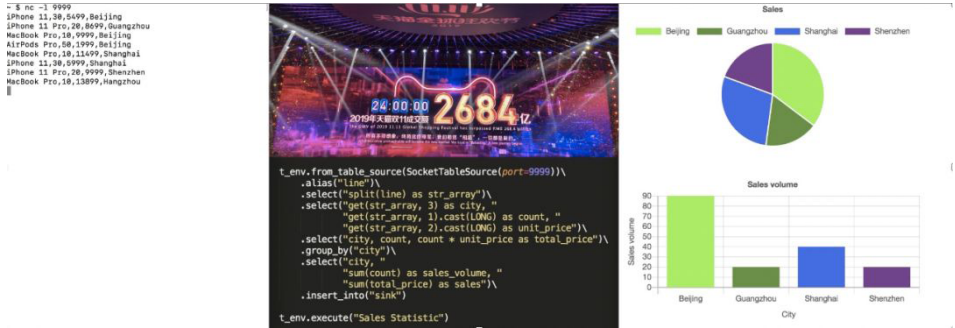 ~ $ nc -l 9999
iPhone 11,30,5499,Beijing
iPhone 11 Pro,20,8699,Guangzhou
MacBook Pro,10,9999,Beijing
AirPods Pro,50,1999,Beijing
MacBook Pro,10,11499,Shanghai
iPhone 11,30,5999,Shanghai
iPhone 11 Pro,20,9999,Shenzhen
MacBook Pro,10,13899,Hangzhou
天猫全球狂欢节
24:00:00
2684亿
2019年天猫双11成交额
t_env.from_table_source(SocketTableSource(port=9999))\
.alias("line")\
.select("split(line) as str_array")\
.select("get(str_array, 3) as city, "
"get(str_array, 1).cast(LONG) as count, "
"get(str_array, 2).cast(LONG) as unit_price")\
.select("city, count, count * unit_price as total_price")\
.group_by("city")\
.select("city, "
"sum(count) as sales_volume, "
"sum(total_price) as sales")\
.insert_into("sink")
t_env.execute("Sales Statistic")
Sales
Beijing Guangzhou Shanghai Shenzhen
Sales volume
90
80
70
60
50
40
30
20
10
0
Sales volume
Beijing Guangzhou Shanghai Shenzhen
City